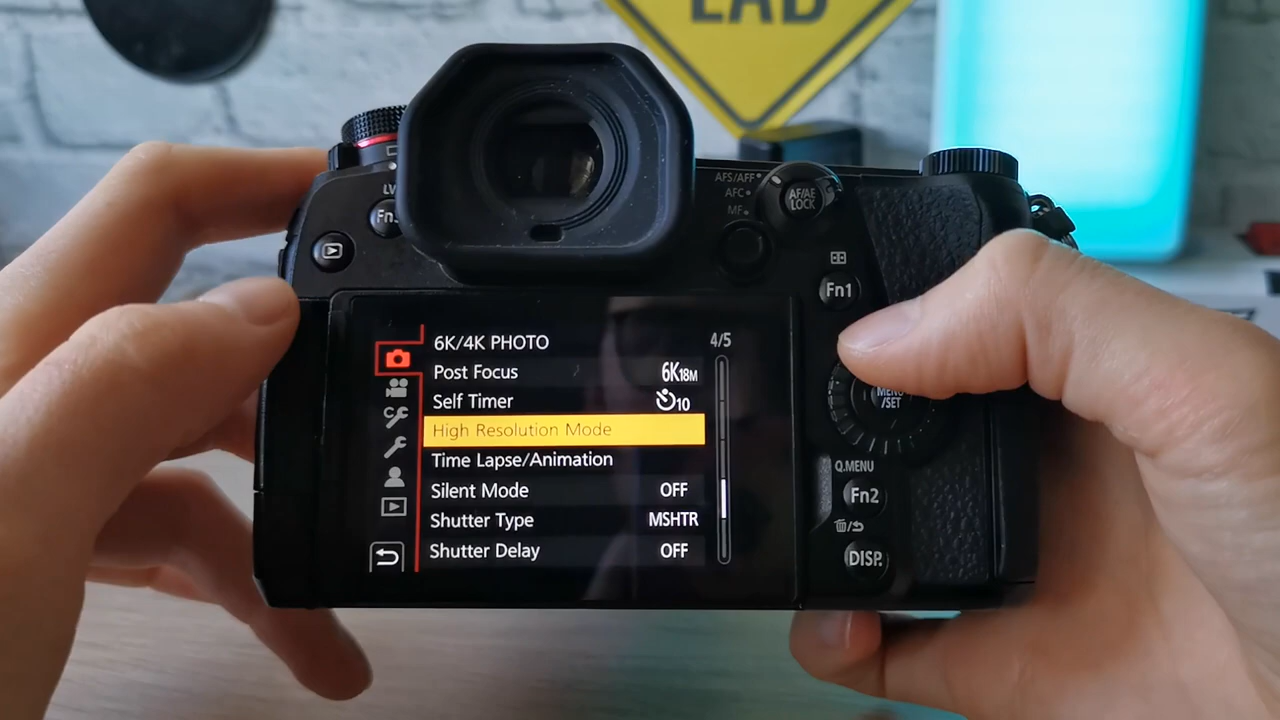 LAB
AFS/AFF
AFC
MF
AF/AE
LOCK
LV
Fn1
6K/4K PHOTO
4/5
Post Focus 6K18M
Self Timer 10
High Resolution Mode
Time Lapse/Animation
Silent Mode OFF
Shutter Type MSHTR
Shutter Delay OFF
MENU
/SET
Q.MENU
Fn2
DISP.